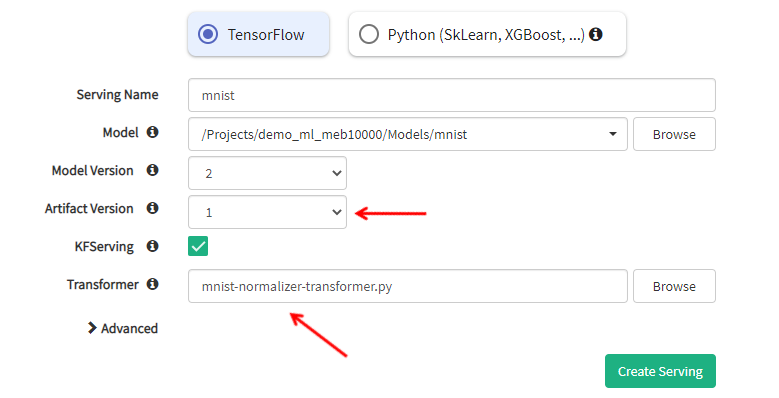 TensorFlow
Python (SkLearn, XGBoost, ...)
Serving Name mnist
Model /Projects/demo_ml_meb10000/Models/mnist Browse
Model Version 2
Artifact Version 1
KFServing
Transformer mnist-normalizer-transformer.py Browse
Advanced
Create Serving